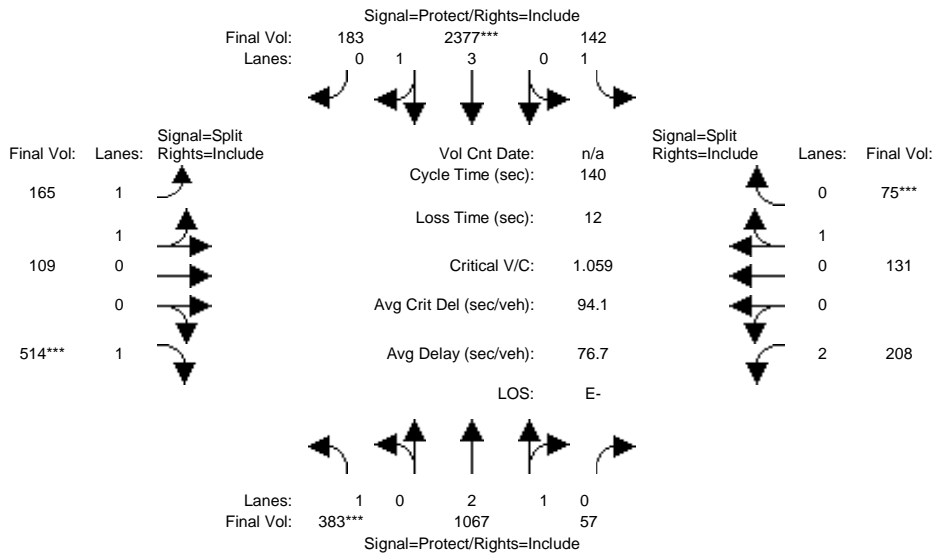 Signal=Protect/Rights=Include
Final Vol: 183 2377*** 142
Lanes: 0 1 3 0 1
Signal=Split Signal=Split
Final Vol: Lanes: Rights=Include Vol Cnt Date: n/a Rights=Include Lanes: Final Vol:
Cycle Time (sec): 140
165 1 0 75***
Loss Time (sec): 12
1 1
109 0 Critical V/C: 1.059 0 131
0 Avg Crit Del (sec/veh): 94.1 0
514*** 1 Avg Delay (sec/veh): 76.7 2 208
LOS: E-
Lanes: 1 0 2 1 0
Final Vol: 383*** 1067 57
Signal=Protect/Rights=Include